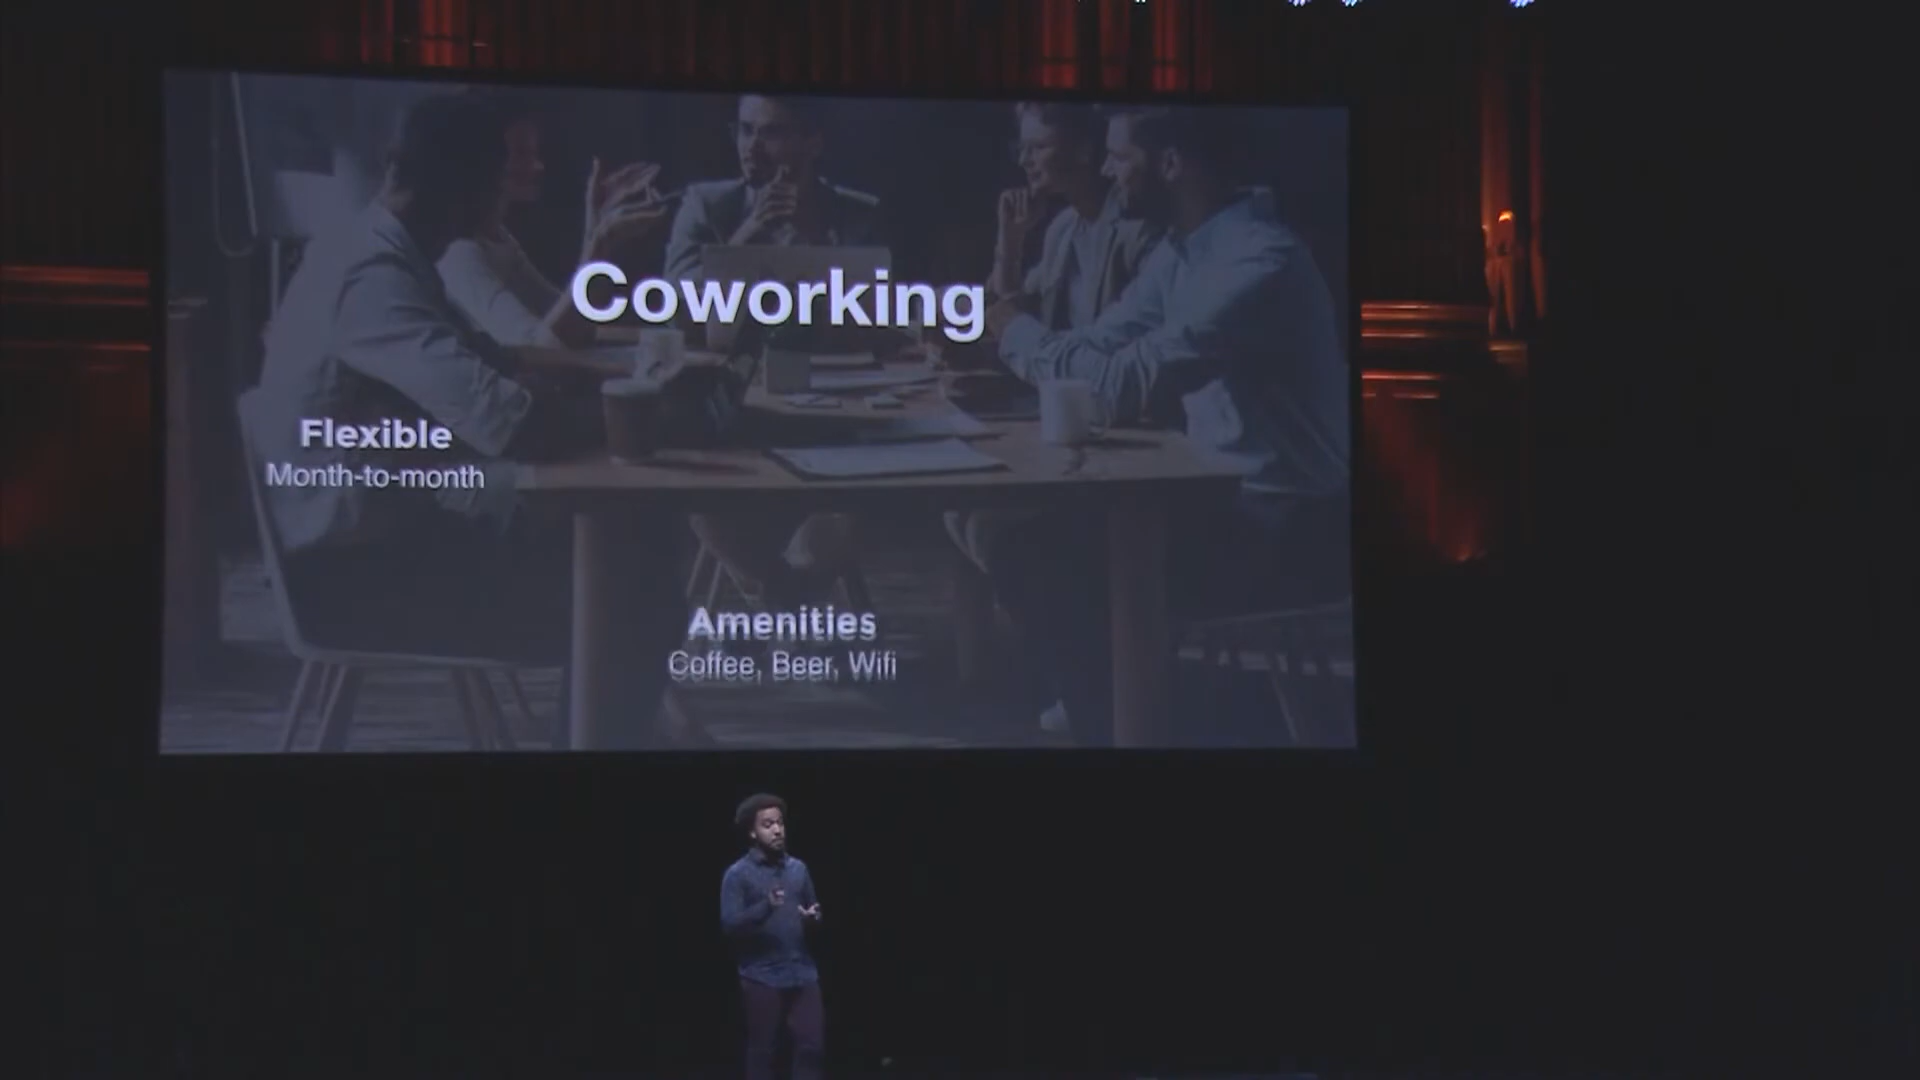 Coworking
Flexible
Month-to-month
Amenities
Coffee, Beer, Wifi